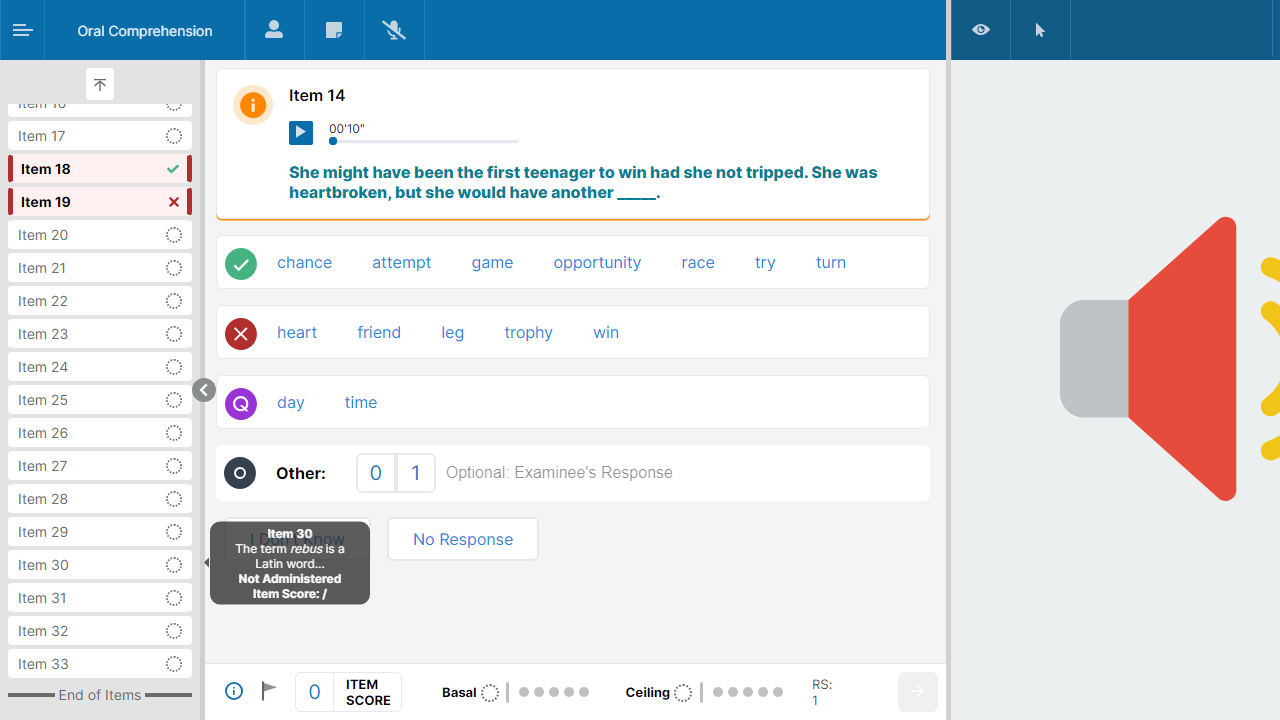 Oral Comprehension
Item 16
Item 17
Item 18
Item 19
Item 20
Item 21
Item 22
Item 23
Item 24
Item 25
Item 26
Item 27
Item 28
Item 29
Item 30
Item 31
Item 32
Item 33
End of Items
Item 14
00'10"
She might have been the first teenager to win had she not tripped. She was
heartbroken, but she would have another _____.
chance attempt game opportunity race try turn
heart friend leg trophy win
Q day time
Other: 0 1 Optional: Examinee's Response
I Don't Know No Response
Item 30
The term rebus is a
Latin word...
Not Administered
Item Score: /
0 ITEM
SCORE
Basal
Ceiling
RS:
1